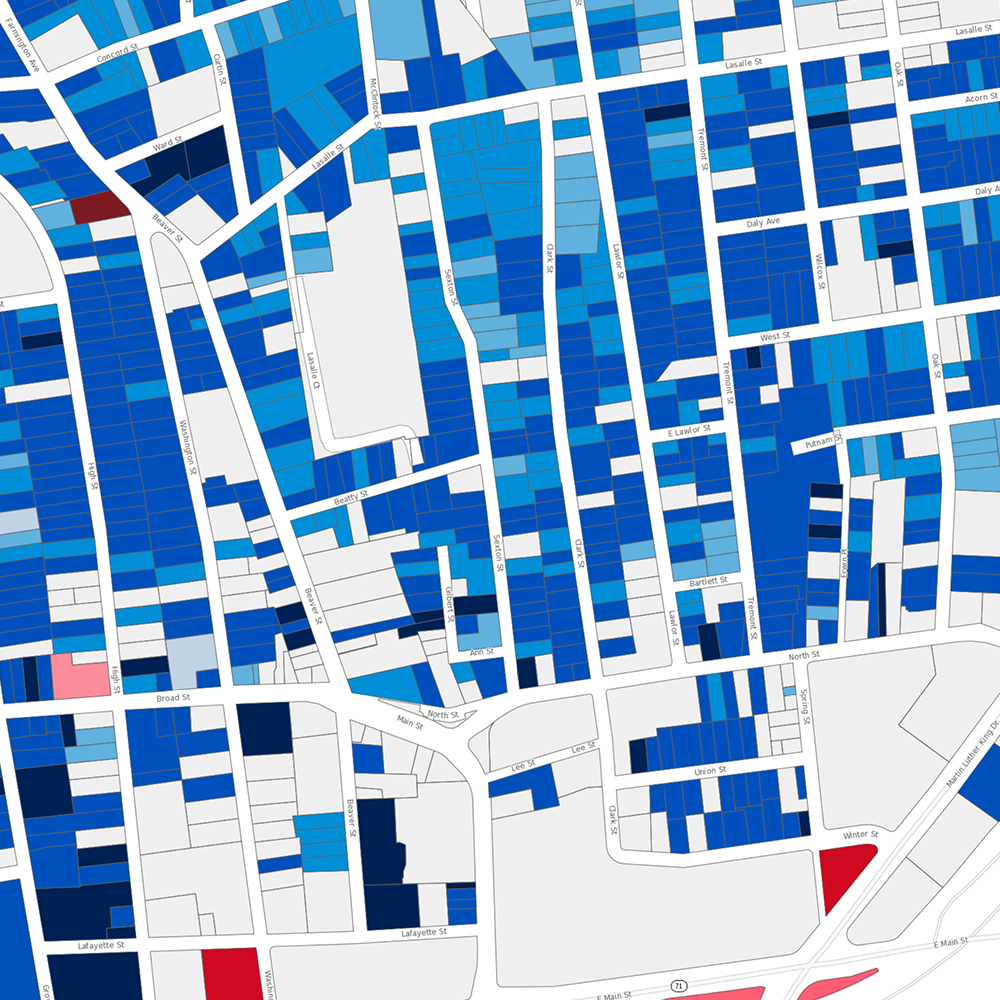 Farmington Ave
Concord St
Curtin St
McClintock St
Lasalle St
Lasalle St
Oak St
Acorn St
Ward St
Lasalle St
Tremont St
Daly Ave
Beaver St
Daly Ave
Sexton St
Clark St
Lawlor St
Wilcox St
West St
Lasalle Ct
Tremont St
Oak St
Washington St
E Lawlor St
Putnam St
High St
Beatty St
Sexton St
Clark St
Erwin Pl
Bartlett St
Beaver St
Gilbert St
Lawlor St
Tremont St
Ann St
North St
High St
Broad St
North St
Main St
Spring St
Martin Luther King Dr
Lee St
Lee St
Union St
Beaver St
Clark St
Winter St
Lafayette St
Lafayette St
E Main St
71
E Main St